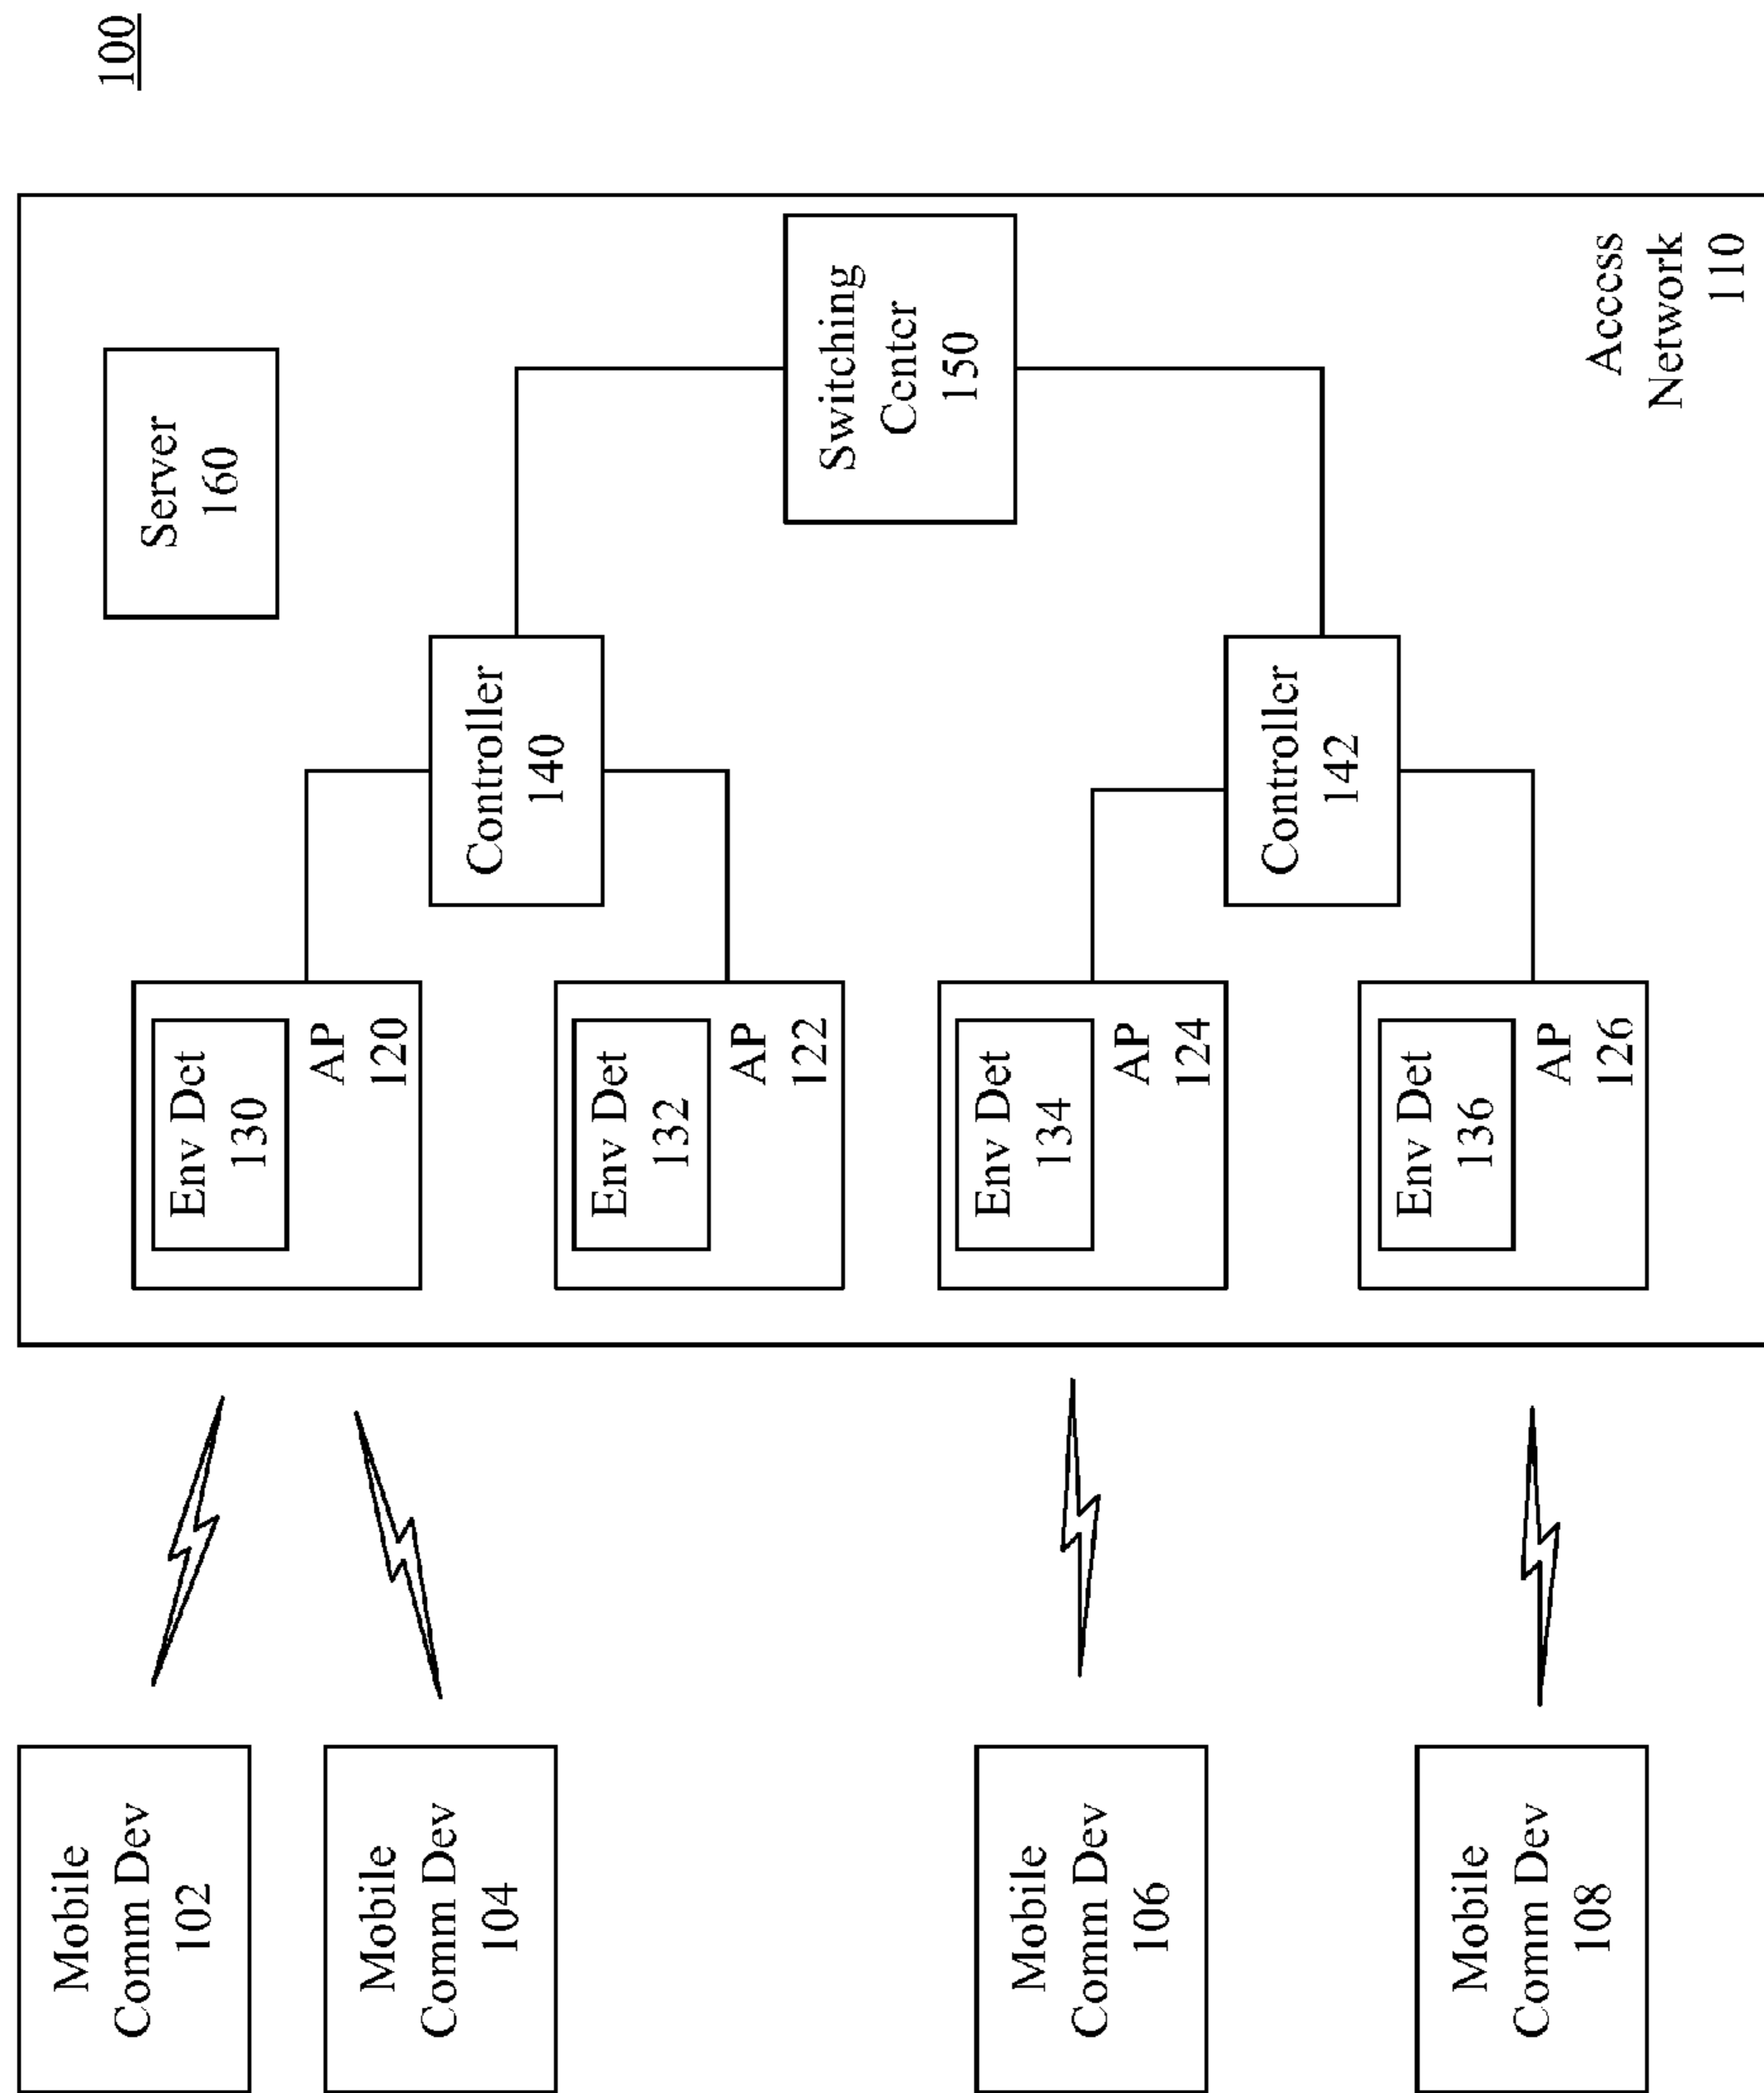 100
Mobile
Comm Dev
102
Mobile
Comm Dev
104
Mobile
Comm Dev
106
Mobile
Comm Dev
108
Env Det
130
AP
120
Env Det
132
AP
122
Env Det
134
AP
124
Env Det
136
AP
126
Controller
140
Controller
142
Server
160
Switching
Center
150
Access
Network
110